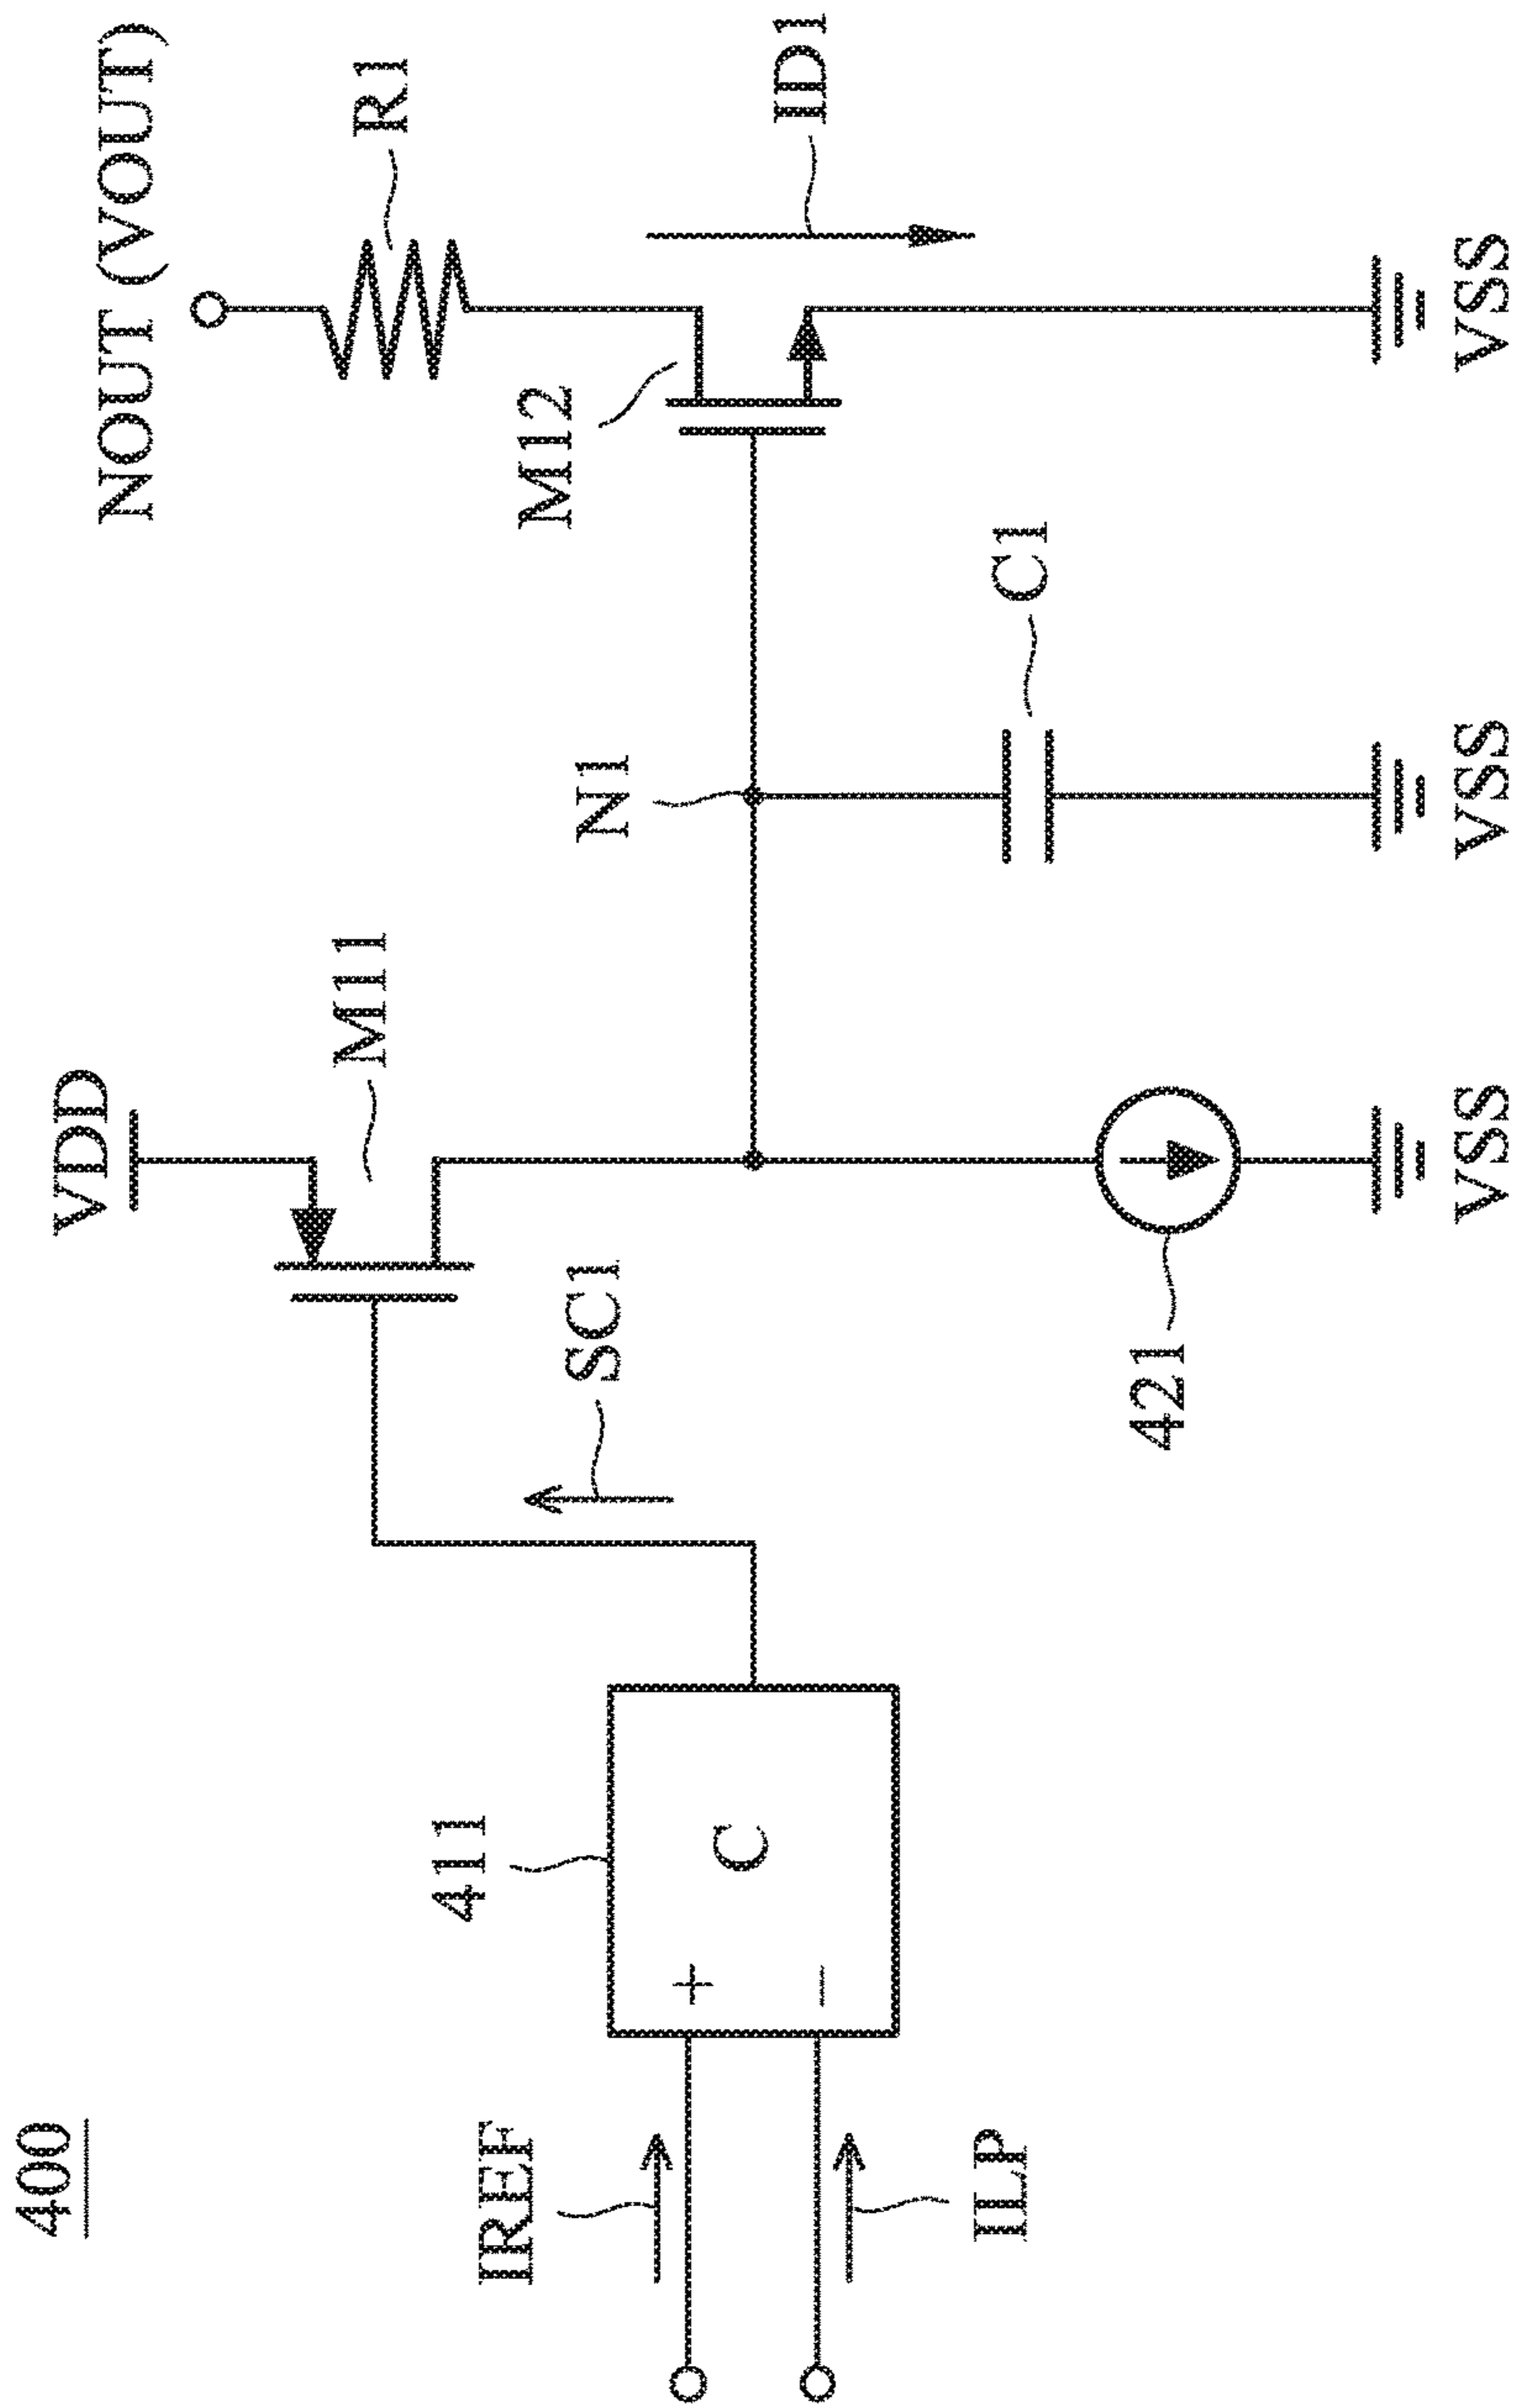 400
VDD
NOUT (VOUT)
M11
R1
411
IREF
SC1
N1
M12
+
C
−
ID1
ILP
C1
421
VSS
VSS
VSS